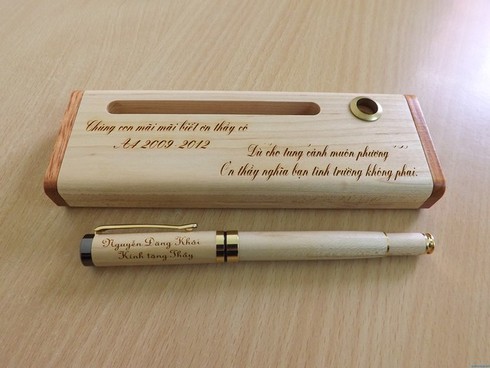 Chúng con mãi mãi biết ơn thầy cô
A1 2009-2012
Dù cho tung cánh muôn phương
Ơn thầy nghĩa bạn tình trường không phai.
Nguyễn Đăng Khôi
Kính tặng Thầy